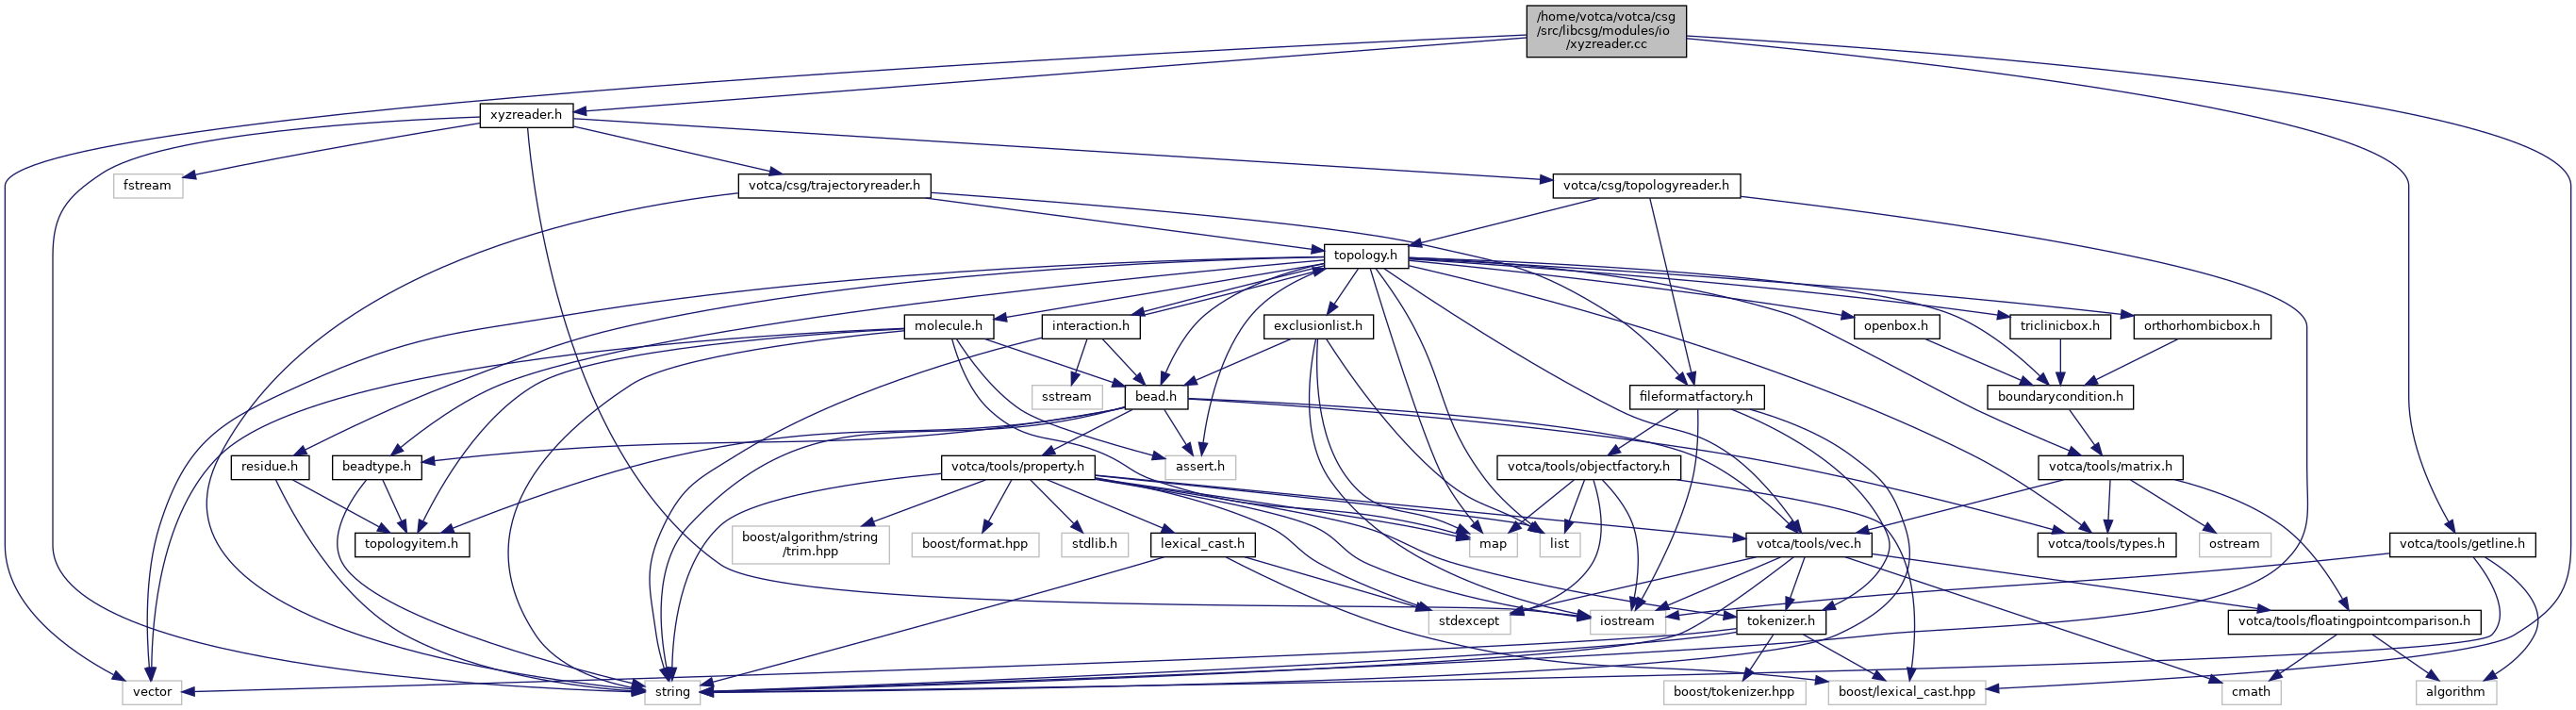 /home/votca/votca/csg
/src/libcsg/modules/io
/xyzreader.cc
xyzreader.h
fstream
votca/csg/trajectoryreader.h
votca/csg/topologyreader.h
topology.h
molecule.h
interaction.h
exclusionlist.h
openbox.h
triclinicbox.h
orthorhombicbox.h
sstream
bead.h
fileformatfactory.h
boundarycondition.h
residue.h
beadtype.h
votca/tools/property.h
assert.h
votca/tools/objectfactory.h
votca/tools/matrix.h
topologyitem.h
boost/algorithm/string
/trim.hpp
boost/format.hpp
stdlib.h
lexical_cast.h
map
list
votca/tools/vec.h
votca/tools/types.h
ostream
votca/tools/getline.h
stdexcept
iostream
tokenizer.h
votca/tools/floatingpointcomparison.h
vector
string
boost/tokenizer.hpp
boost/lexical_cast.hpp
cmath
algorithm